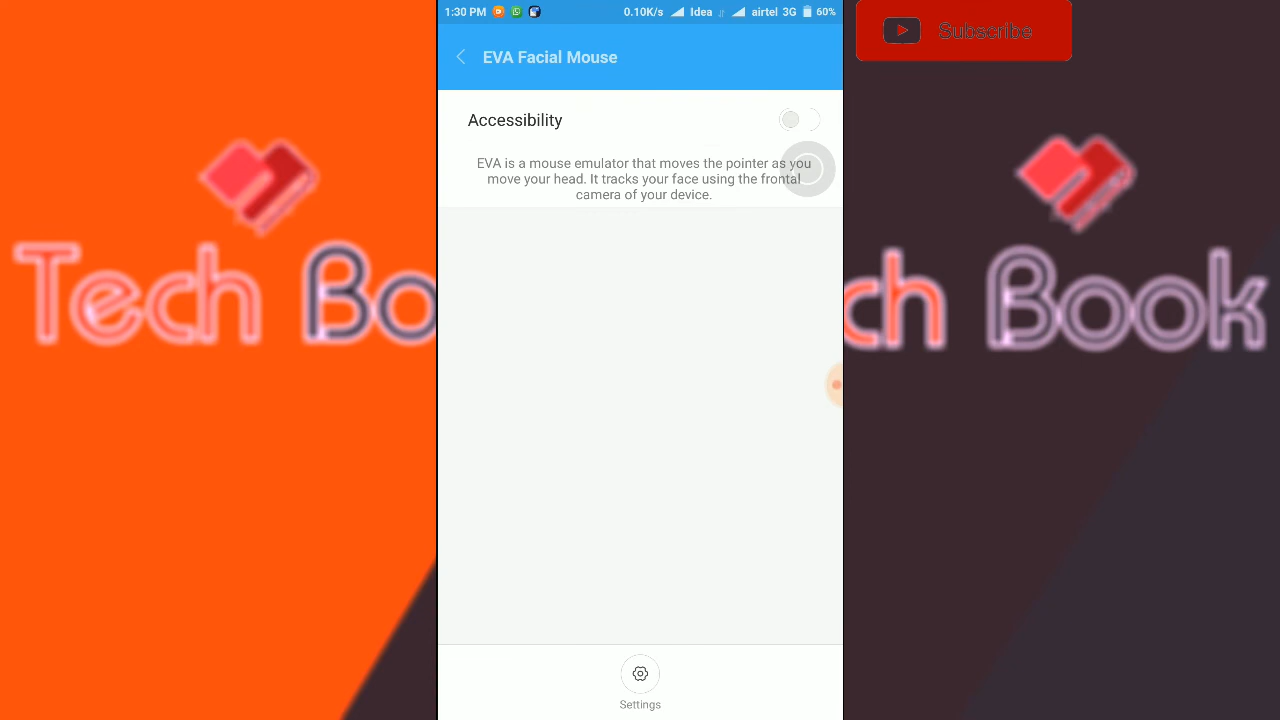 1:30 PM 0.10K/s Idea airtel 3G 60%
EVA Facial Mouse
Accessibility
EVA is a mouse emulator that moves the pointer as you
move your head. It tracks your face using the frontal
camera of your device.
Settings
Tech Bo
Subscribe
ch Book